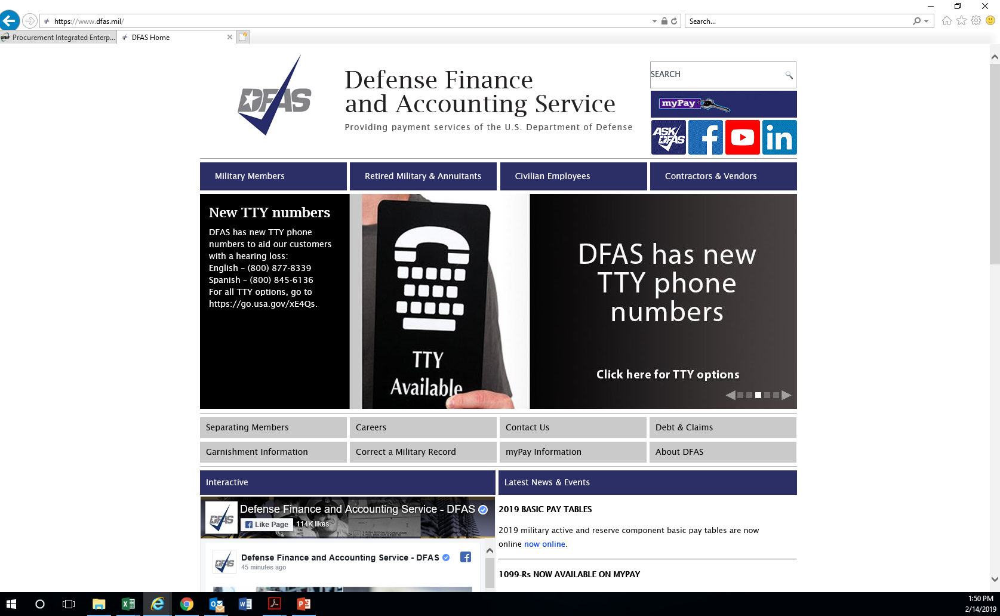 https://www.dfas.mil/
Search...
Procurement Integrated Enterp...
DFAS Home
DFAS
Defense Finance
and Accounting Service
Providing payment services of the U.S. Department of Defense
SEARCH
myPay
ASK
DFAS
f
in
Military Members
Retired Military & Annuitants
Civilian Employees
Contractors & Vendors
New TTY numbers
DFAS has new TTY phone
numbers to aid our customers
with a hearing loss:
English – (800) 877-8339
Spanish – (800) 845-6136
For all TTY options, go to
https://go.usa.gov/xE4Qs.
TTY
Available
DFAS has new
TTY phone
numbers
Click here for TTY options
Separating Members
Careers
Contact Us
Debt & Claims
Garnishment Information
Correct a Military Record
myPay Information
About DFAS
Interactive
Latest News & Events
DFAS
Defense Finance and Accounting Service - DFAS
Like Page
114K likes
DFAS
Defense Finance and Accounting Service - DFAS
45 minutes ago
2019 BASIC PAY TABLES
2019 military active and reserve component basic pay tables are now
online now online.
1099-Rs NOW AVAILABLE ON MYPAY
1:50 PM
2/14/2019